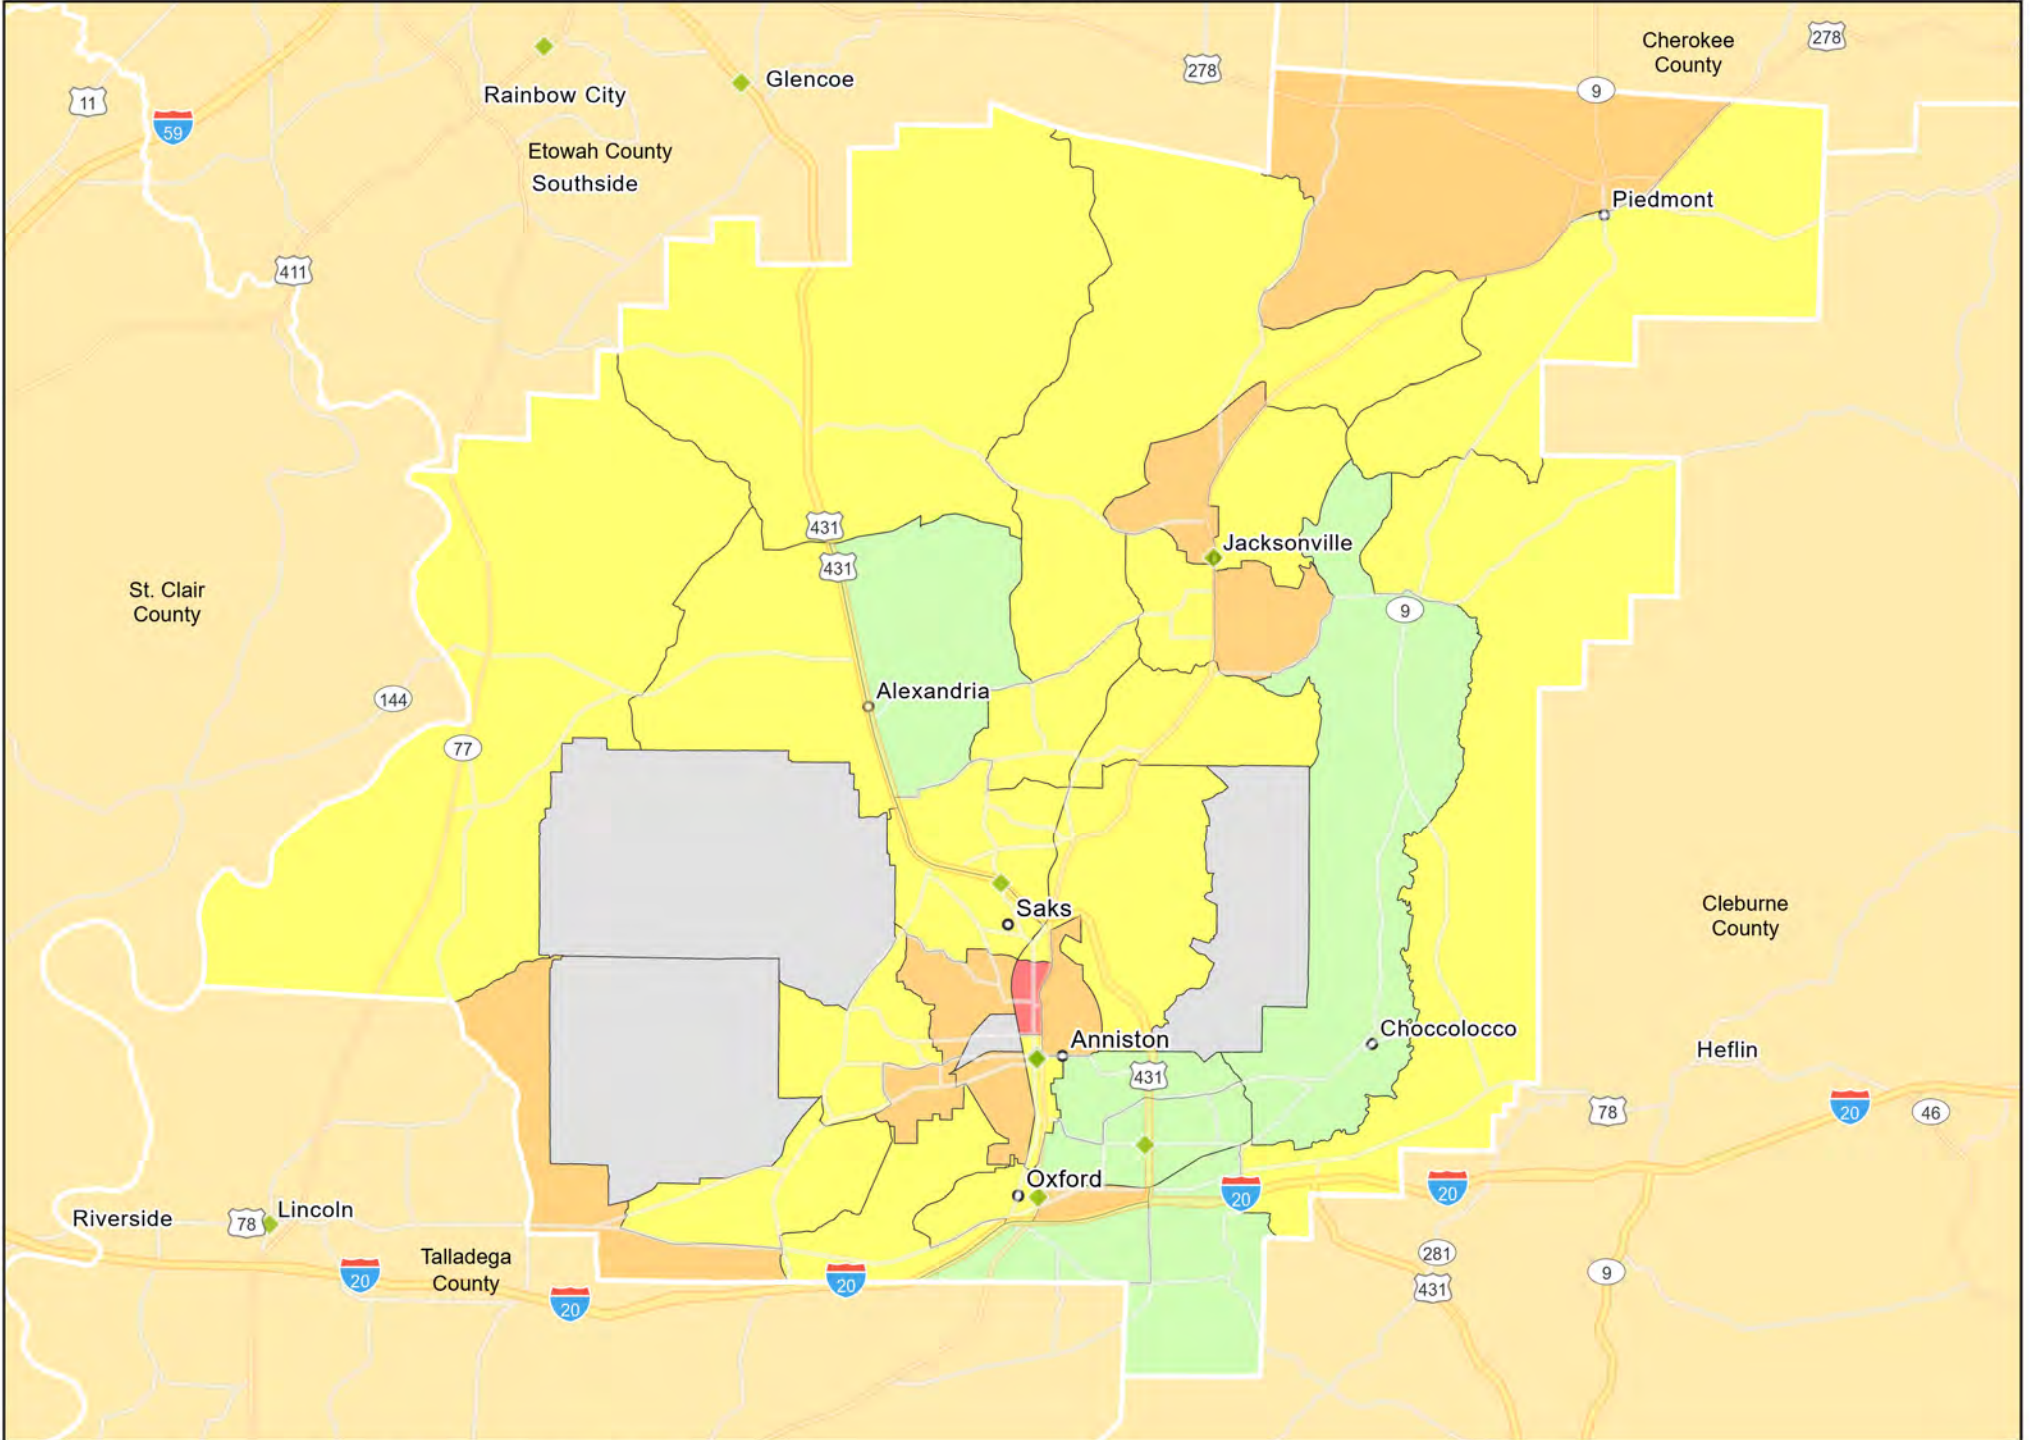 Cherokee
County
278
278
9
11
59
Rainbow City
Glencoe
Etowah County
Southside
Piedmont
411
431
431
Jacksonville
St. Clair
County
9
144
Alexandria
77
Saks
Cleburne
County
Anniston
Choccolocco
Heflin
431
78
20
46
Oxford
20
20
Riverside
78
Lincoln
Talladega
County
20
20
20
281
431
9